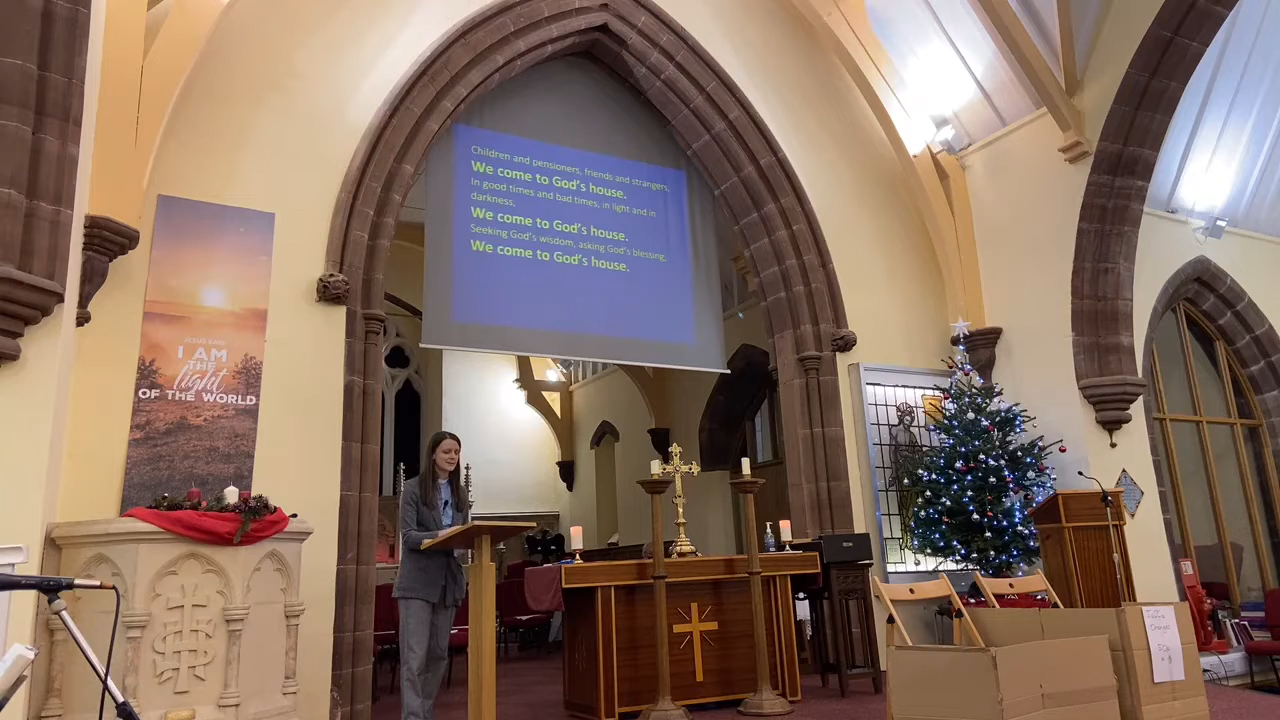 Children and pensioners, friends and strangers,
We come to God's house.
In good times and bad times, in light and in
darkness,
We come to God's house.
Seeking God's wisdom, asking God's blessing,
We come to God's house.
JESUS SAID
I AM
THE
light
OF THE WORLD